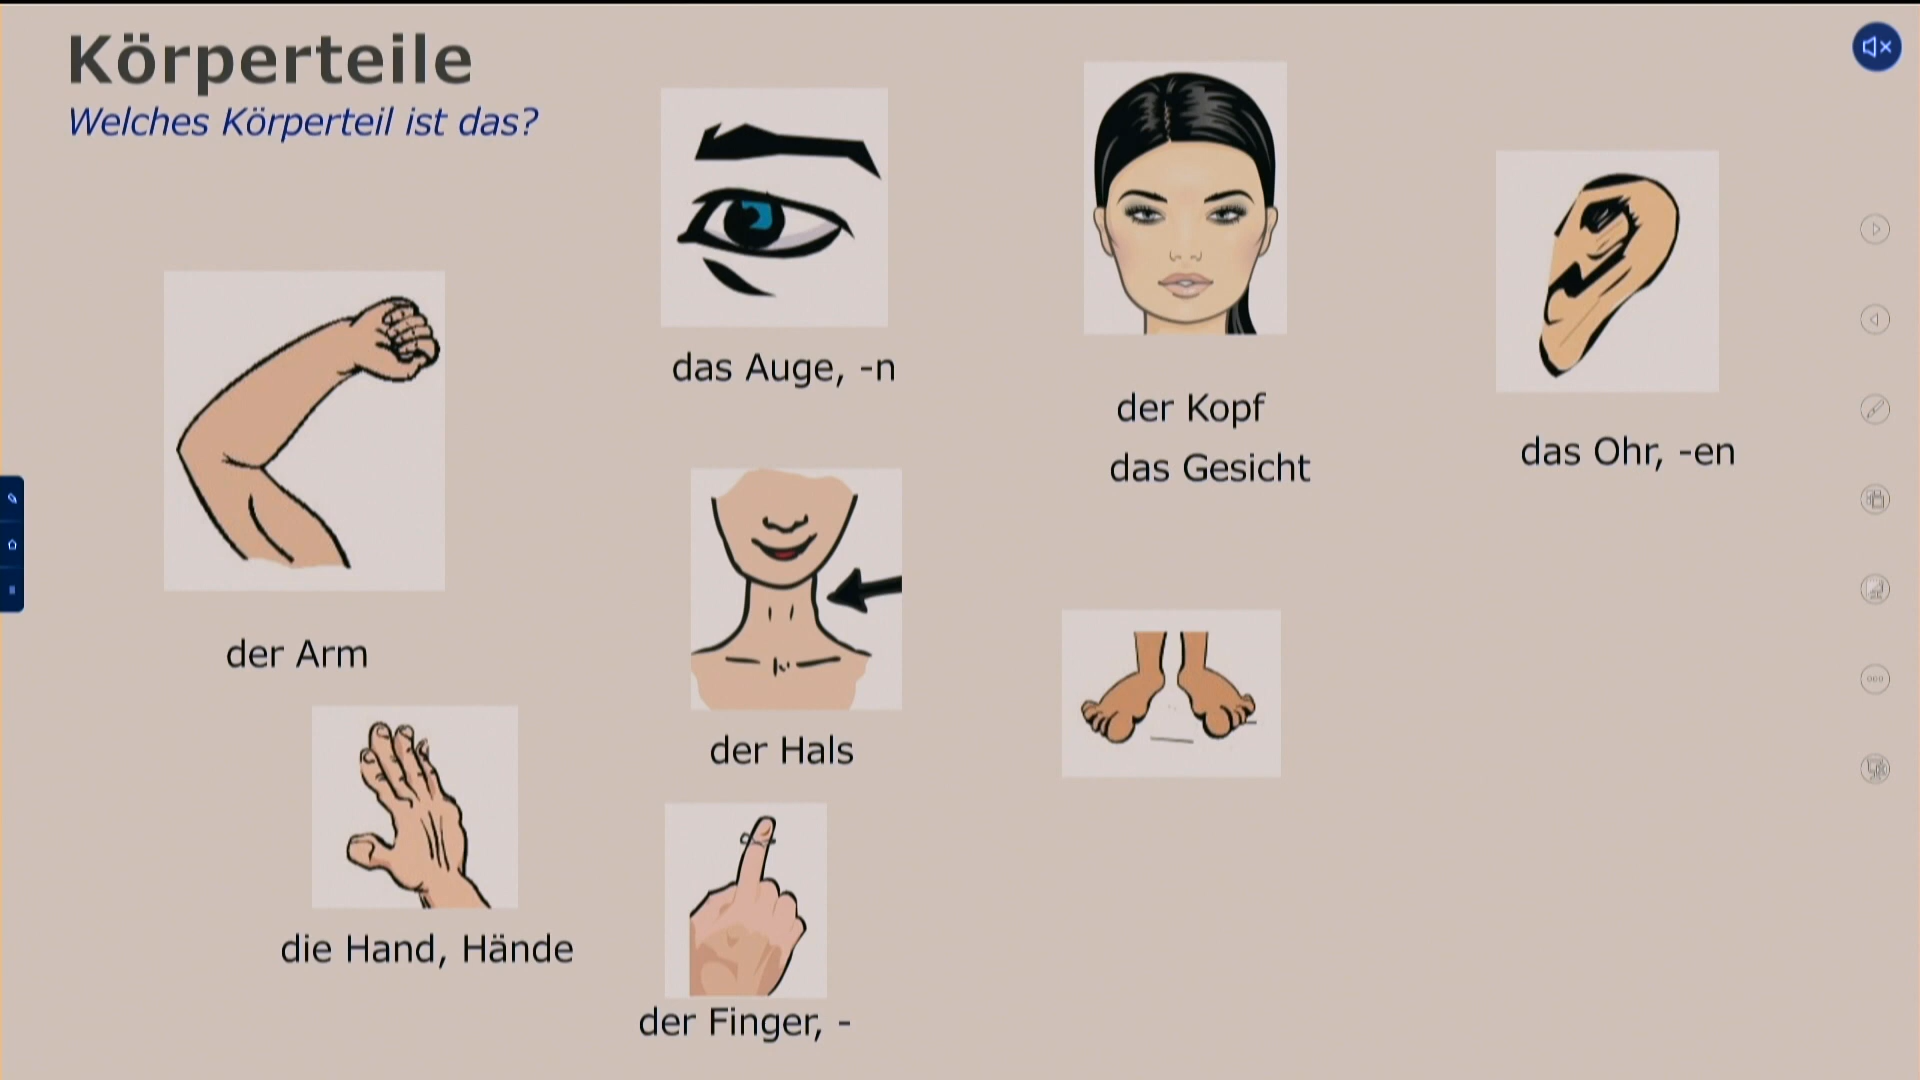 Körperteile
Welches Körperteil ist das?
das Auge, -n
der Kopf
das Gesicht
das Ohr, -en
der Arm
der Hals
die Hand, Hände
der Finger, -